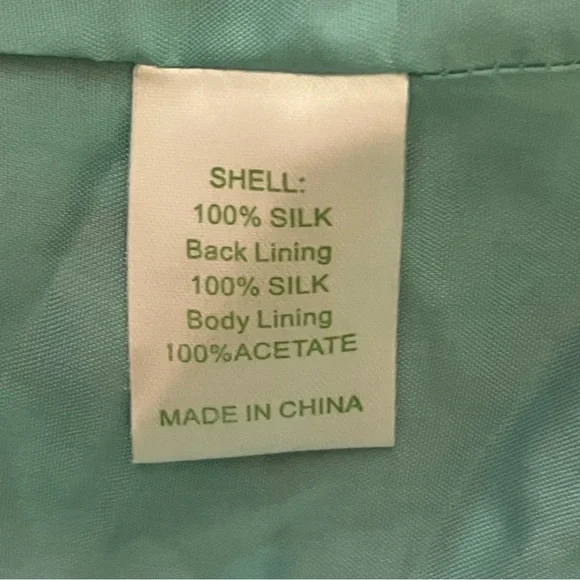 SHELL:
100% SILK
Back Lining
100% SILK
Body Lining
100%ACETATE
MADE IN CHINA